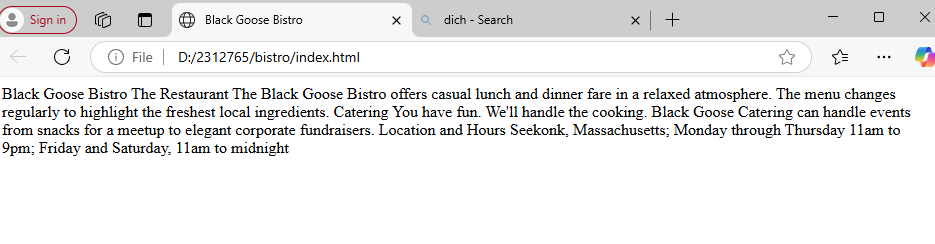 Sign in
Black Goose Bistro
dich - Search
File
D:/2312765/bistro/index.html
Black Goose Bistro The Restaurant The Black Goose Bistro offers casual lunch and dinner fare in a relaxed atmosphere. The menu changes
regularly to highlight the freshest local ingredients. Catering You have fun. We'll handle the cooking. Black Goose Catering can handle events
from snacks for a meetup to elegant corporate fundraisers. Location and Hours Seekonk, Massachusetts; Monday through Thursday 11am to
9pm; Friday and Saturday, 11am to midnight